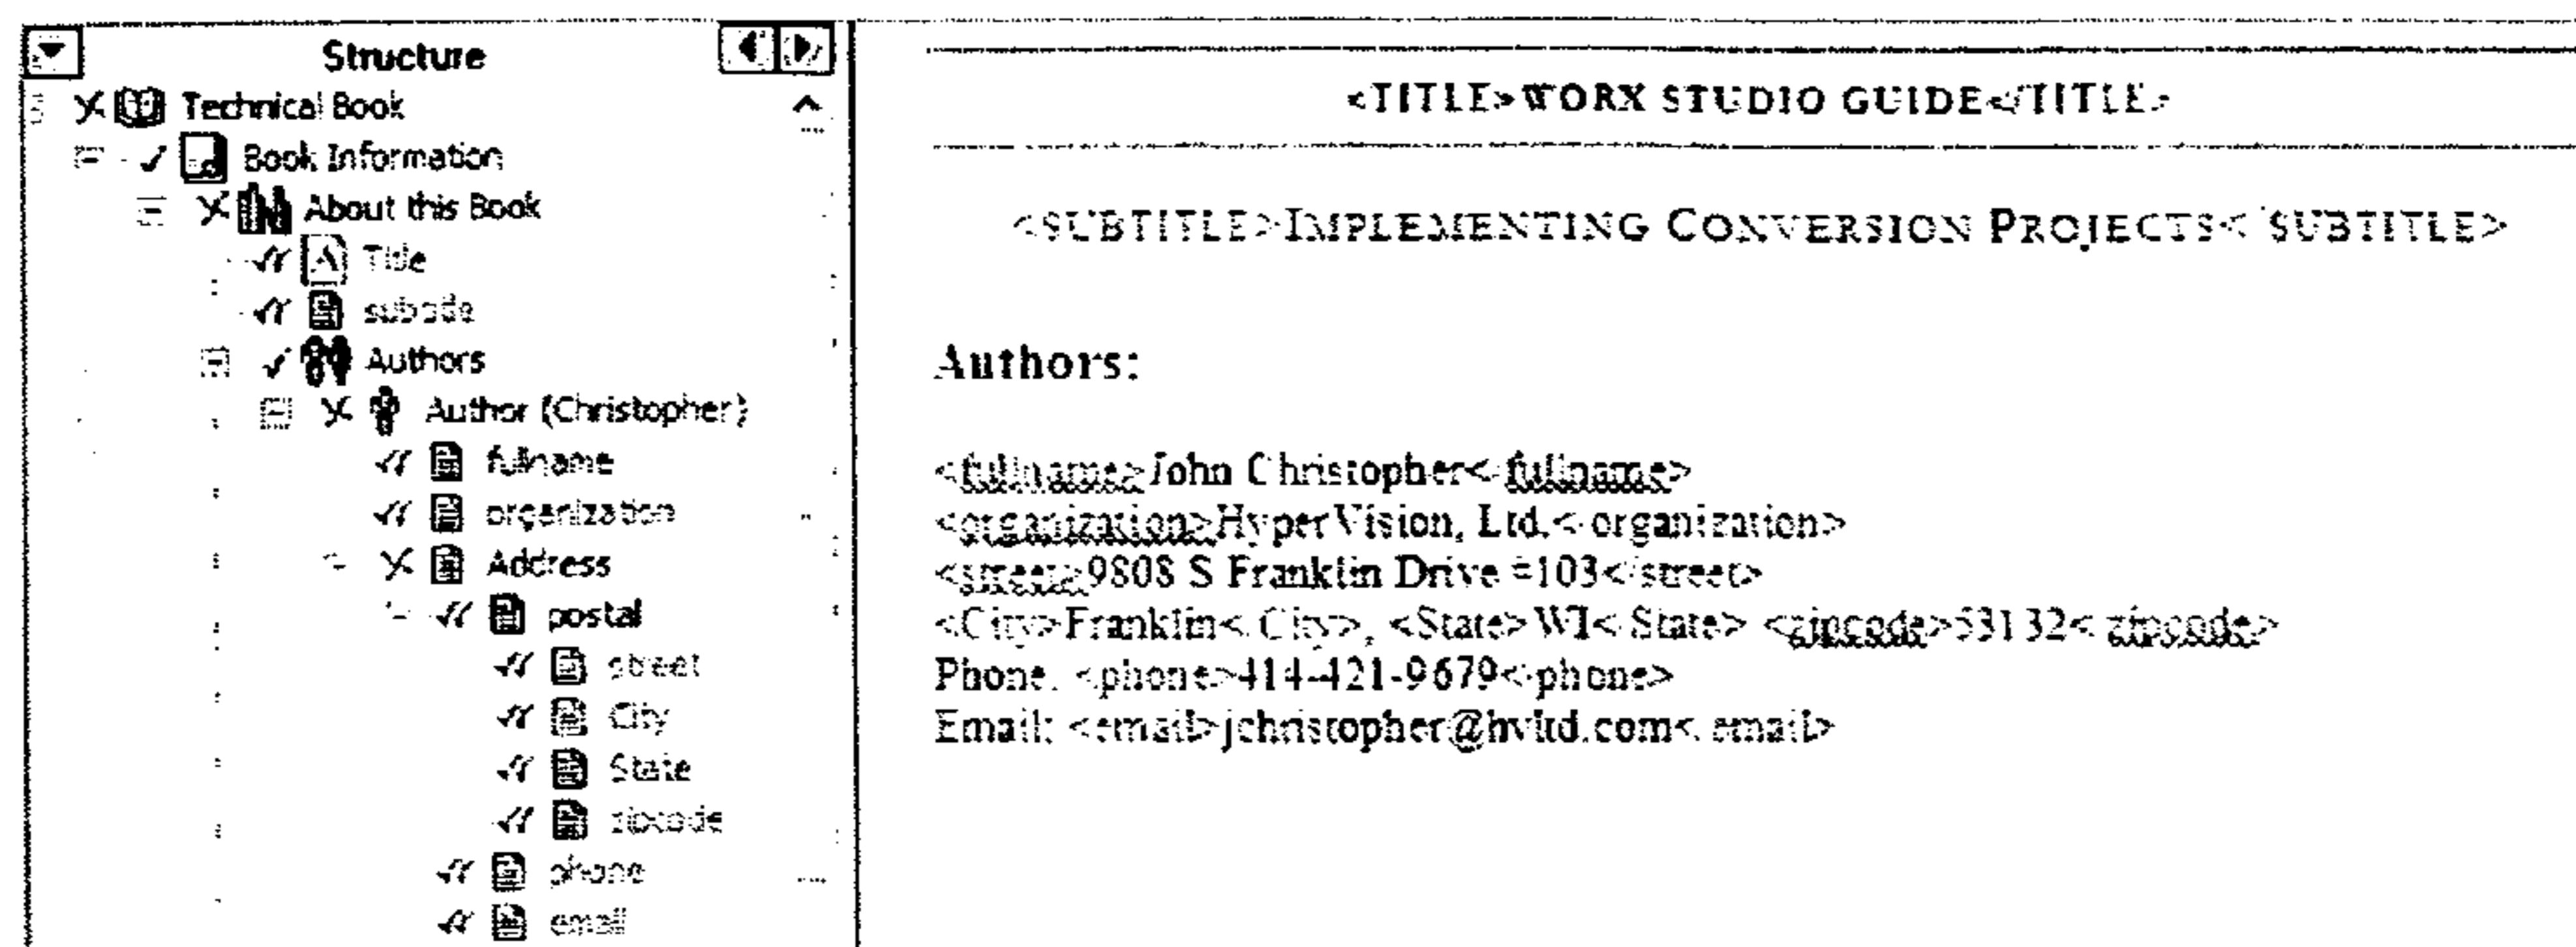 Structure
Technical Book
Book Information
About this Book
Title
subtitle
Authors
Author (Christopher)
fullname
organization
Address
postal
street
City
State
zipcode
phone
email
<TITLE>WORX STUDIO GUIDE</TITLE>
<SUBTITLE>IMPLEMENTING CONVERSION PROJECTS</SUBTITLE>
Authors:
<fullname>John Christopher</fullname>
<organization>HyperVision, Ltd.</organization>
<street>9808 S Franklin Drive #103</street>
<City>Franklin</City>, <State>WI</State> <zipcode>53132</zipcode>
Phone: <phone>414-421-9679</phone>
Email: <email>jchristopher@hvltd.com</email>